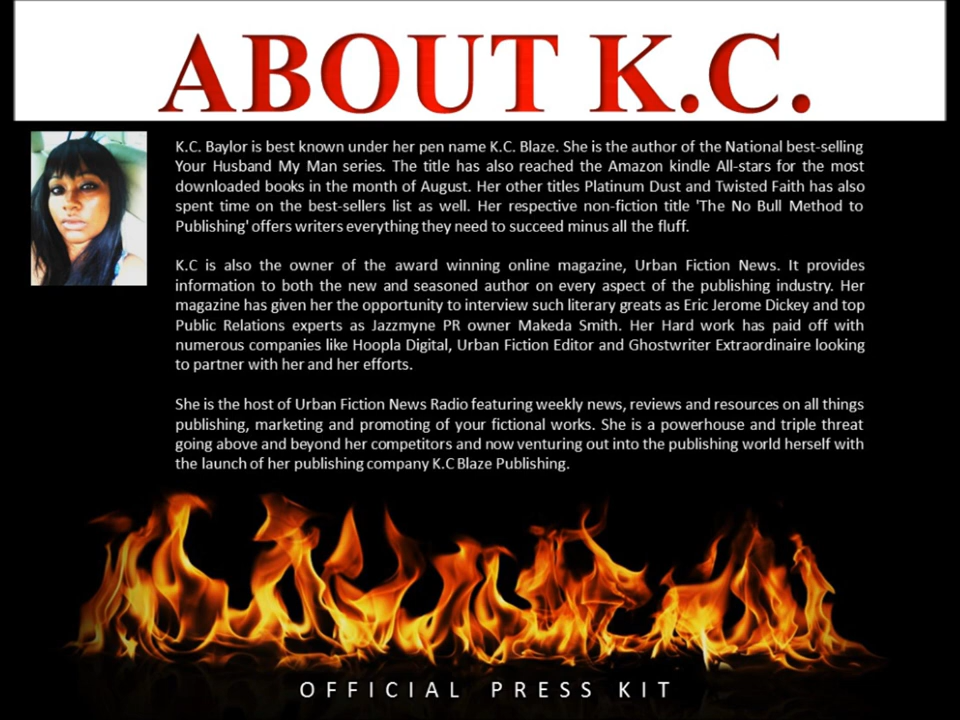 ABOUT K.C.
K.C. Baylor is best known under her pen name K.C. Blaze. She is the author of the National best-selling
Your Husband My Man series. The title has also reached the Amazon kindle All-stars for the most
downloaded books in the month of August. Her other titles Platinum Dust and Twisted Faith has also
spent time on the best-sellers list as well. Her respective non-fiction title 'The No Bull Method to
Publishing' offers writers everything they need to succeed minus all the fluff.
K.C is also the owner of the award winning online magazine, Urban Fiction News. It provides
information to both the new and seasoned author on every aspect of the publishing industry. Her
magazine has given her the opportunity to interview such literary greats as Eric Jerome Dickey and top
Public Relations experts as Jazzmyne PR owner Makeda Smith. Her Hard work has paid off with
numerous companies like Hoopla Digital, Urban Fiction Editor and Ghostwriter Extraordinaire looking
to partner with her and her efforts.
She is the host of Urban Fiction News Radio featuring weekly news, reviews and resources on all things
publishing, marketing and promoting of your fictional works. She is a powerhouse and triple threat
going above and beyond her competitors and now venturing out into the publishing world herself with
the launch of her publishing company K.C Blaze Publishing.
OFFICIAL PRESS KIT